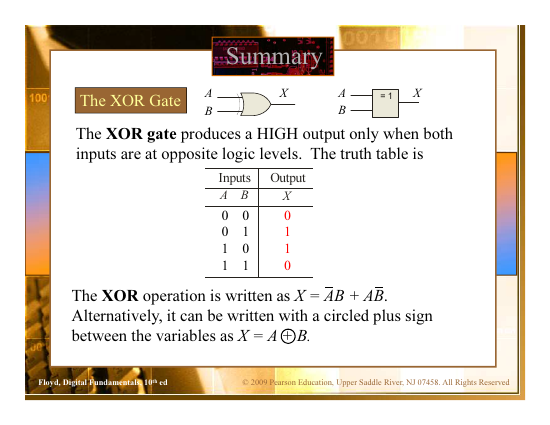 Summary
The XOR Gate
A
B
X
A
B
= 1
X
The XOR gate produces a HIGH output only when both
inputs are at opposite logic levels. The truth table is
Inputs Output
A B X
0 0 0
0 1 1
1 0 1
1 1 0
The XOR operation is written as X = A̅B + AB̅.
Alternatively, it can be written with a circled plus sign
between the variables as X = A ⊕ B.
Floyd, Digital Fundamentals, 10th ed
© 2009 Pearson Education, Upper Saddle River, NJ 07458. All Rights Reserved